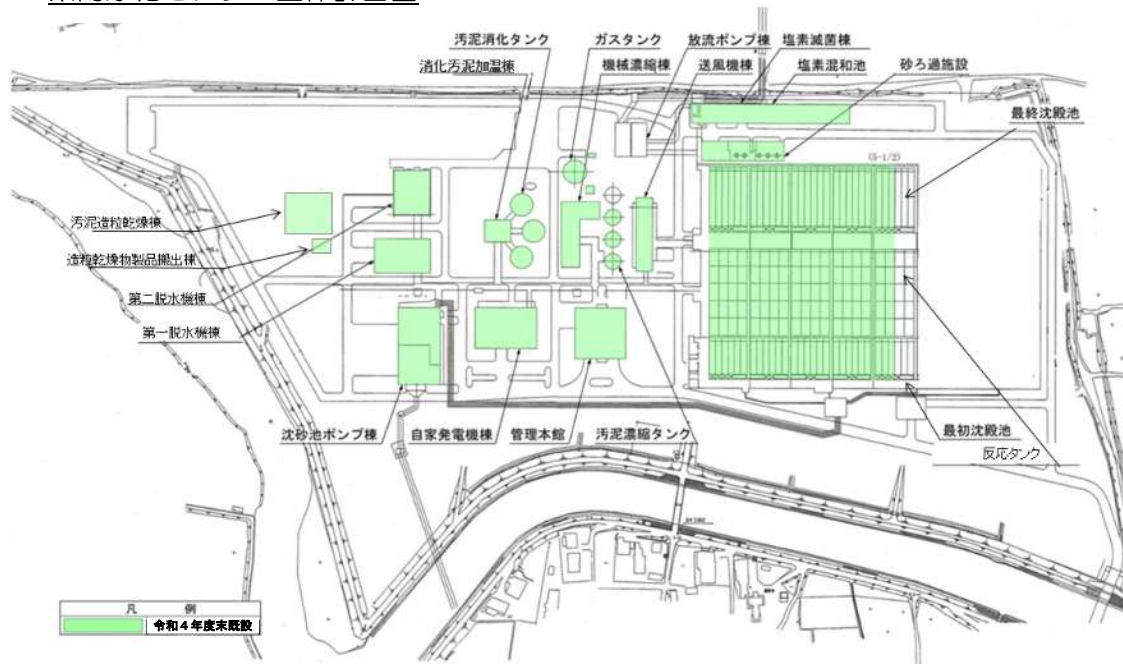 汚泥消化タンク
ガスタンク
放流ポンプ棟
塩素滅菌棟
消化汚泥加温棟
機械濃縮棟
送風機棟
塩素混和池
砂ろ過施設
最終沈殿池
(5-1/2)
汚泥造粒乾燥棟
造粒乾燥物製品搬出棟
第二脱水機棟
第一脱水機棟
沈砂池ポンプ棟
自家発電機棟
管理本館
汚泥濃縮タンク
最初沈殿池
反応タンク
凡 例
令和4年度末既設